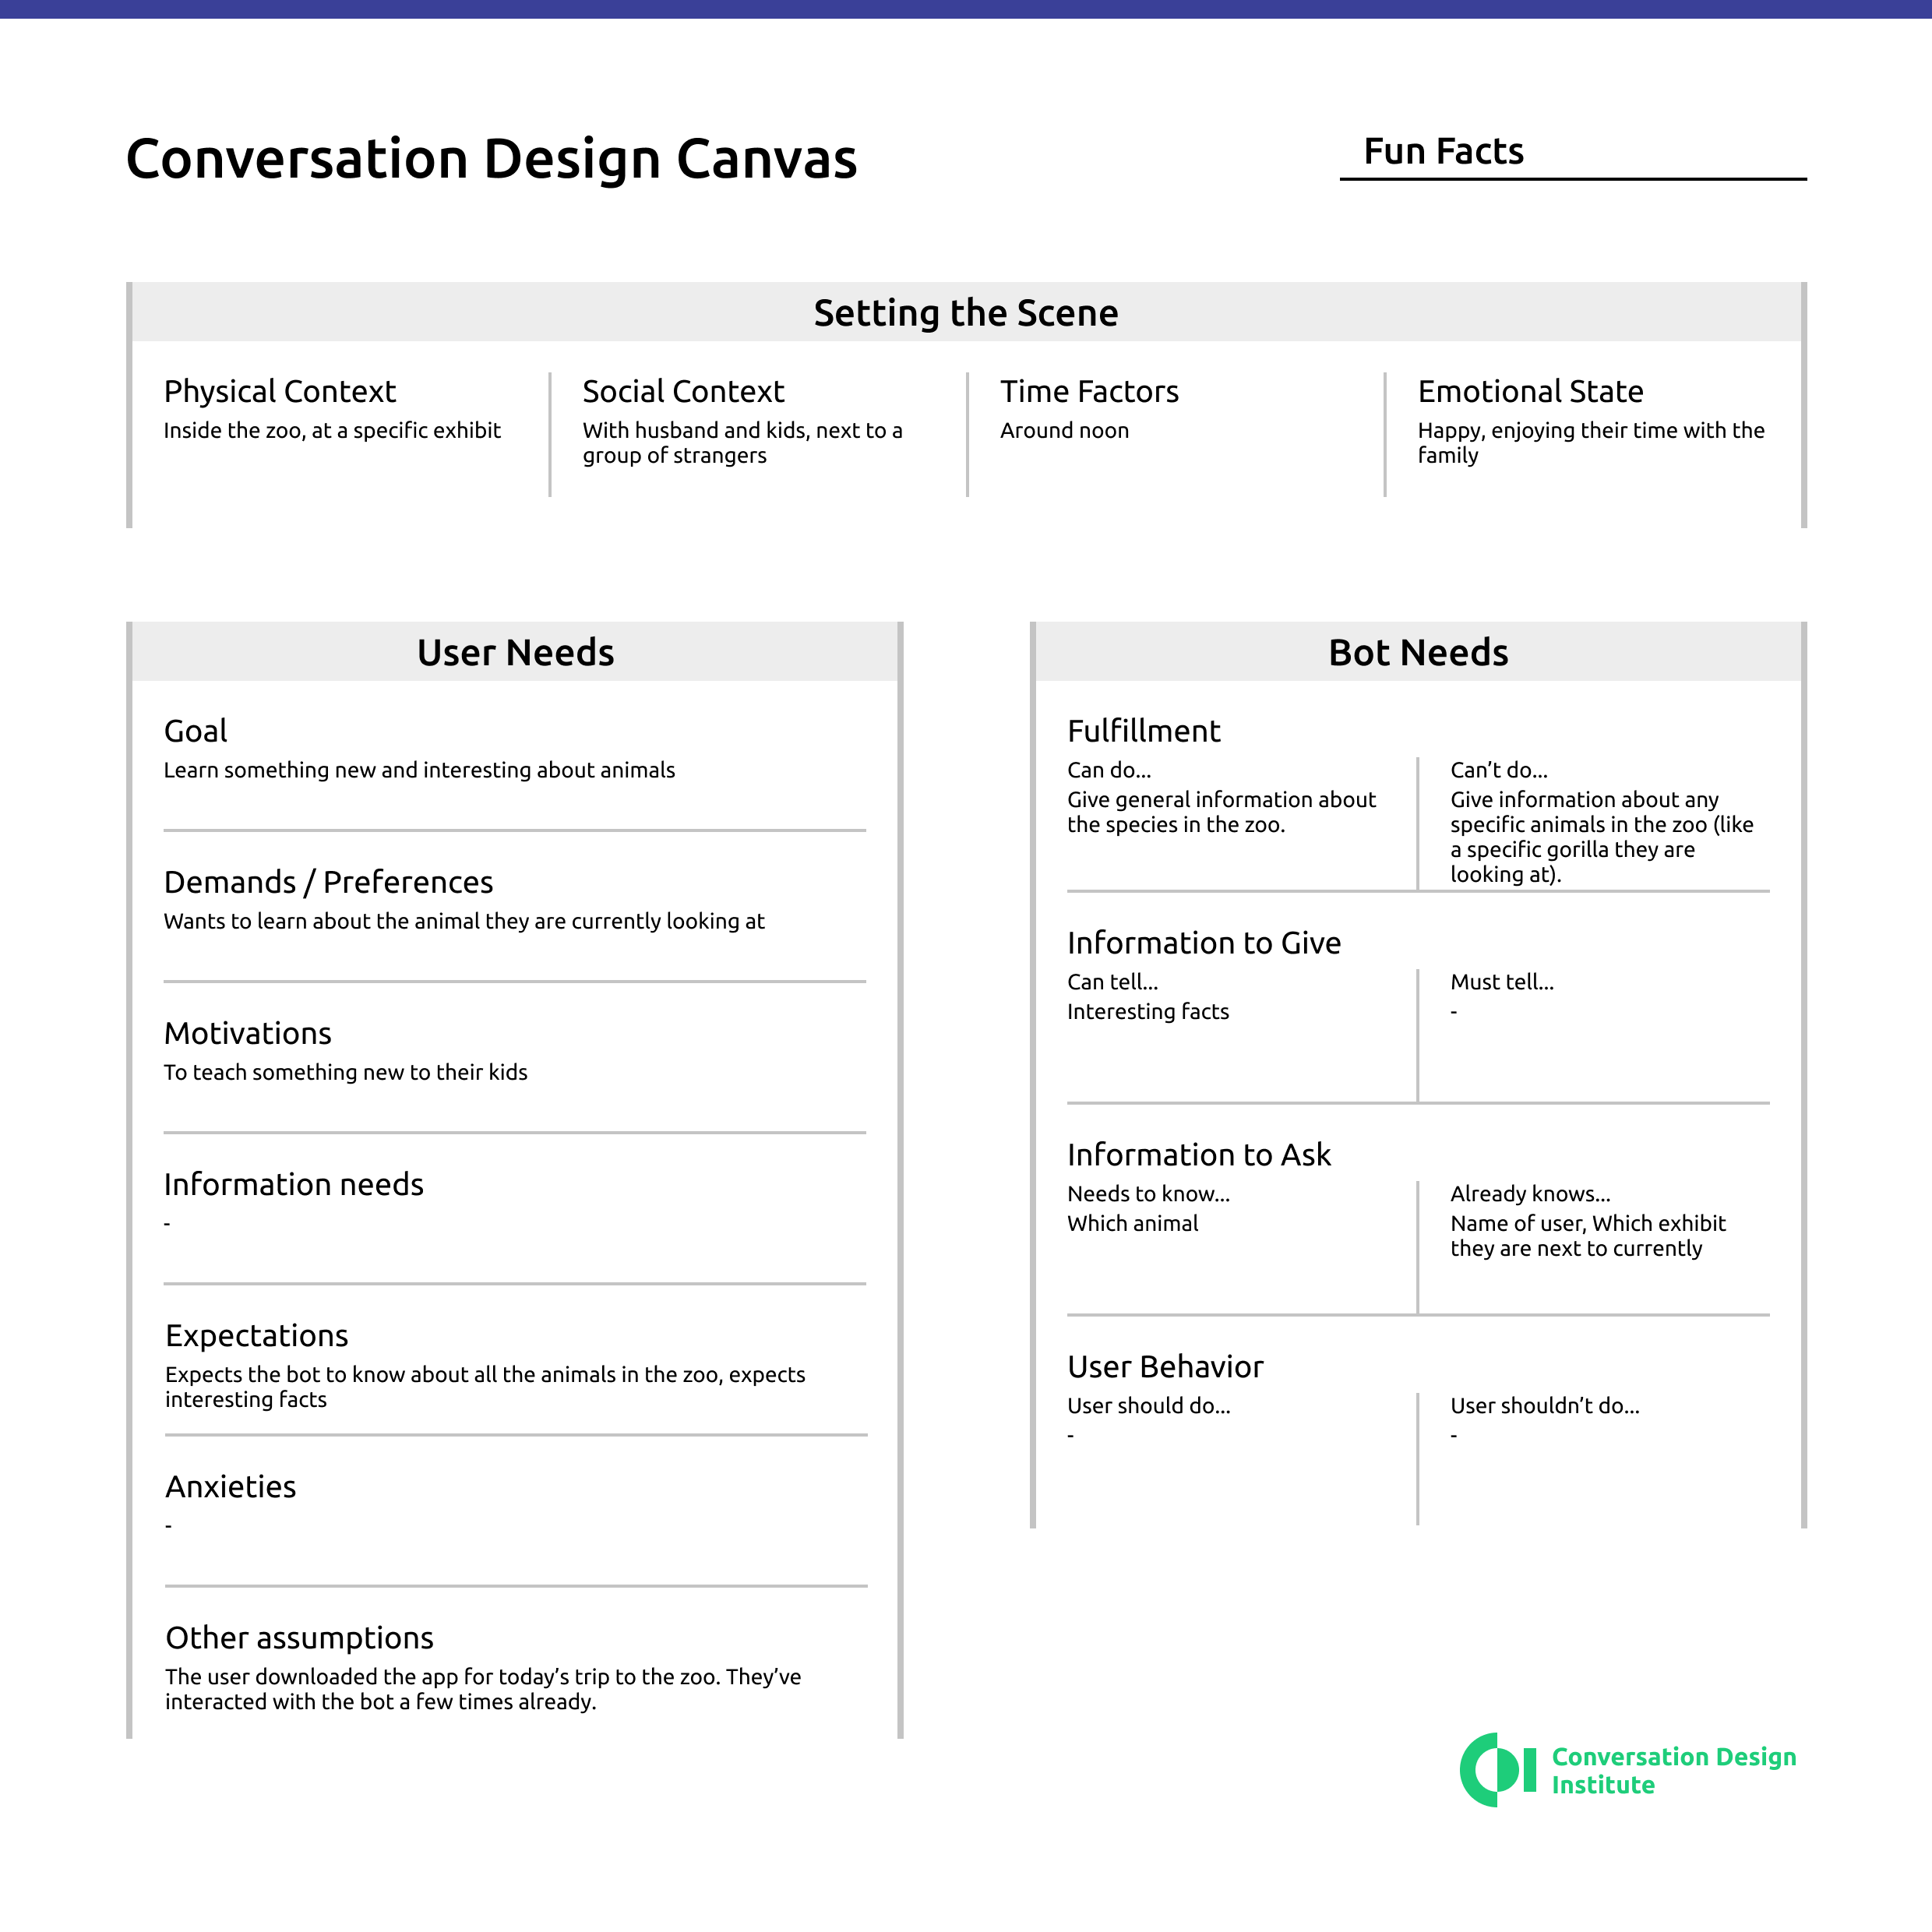 Conversation Design Canvas
Fun Facts
Setting the Scene
Physical Context
Inside the zoo, at a specific exhibit
Social Context
With husband and kids, next to a
group of strangers
Time Factors
Around noon
Emotional State
Happy, enjoying their time with the
family
User Needs
Goal
Learn something new and interesting about animals
Demands / Preferences
Wants to learn about the animal they are currently looking at
Motivations
To teach something new to their kids
Information needs
-
Expectations
Expects the bot to know about all the animals in the zoo, expects
interesting facts
Anxieties
-
Other assumptions
The user downloaded the app for today’s trip to the zoo. They’ve
interacted with the bot a few times already.
Bot Needs
Fulfillment
Can do...
Give general information about
the species in the zoo.
Can’t do...
Give information about any
specific animals in the zoo (like
a specific gorilla they are
looking at).
Information to Give
Can tell...
Interesting facts
Must tell...
-
Information to Ask
Needs to know...
Which animal
Already knows...
Name of user, Which exhibit
they are next to currently
User Behavior
User should do...
-
User shouldn’t do...
-
Conversation Design
Institute